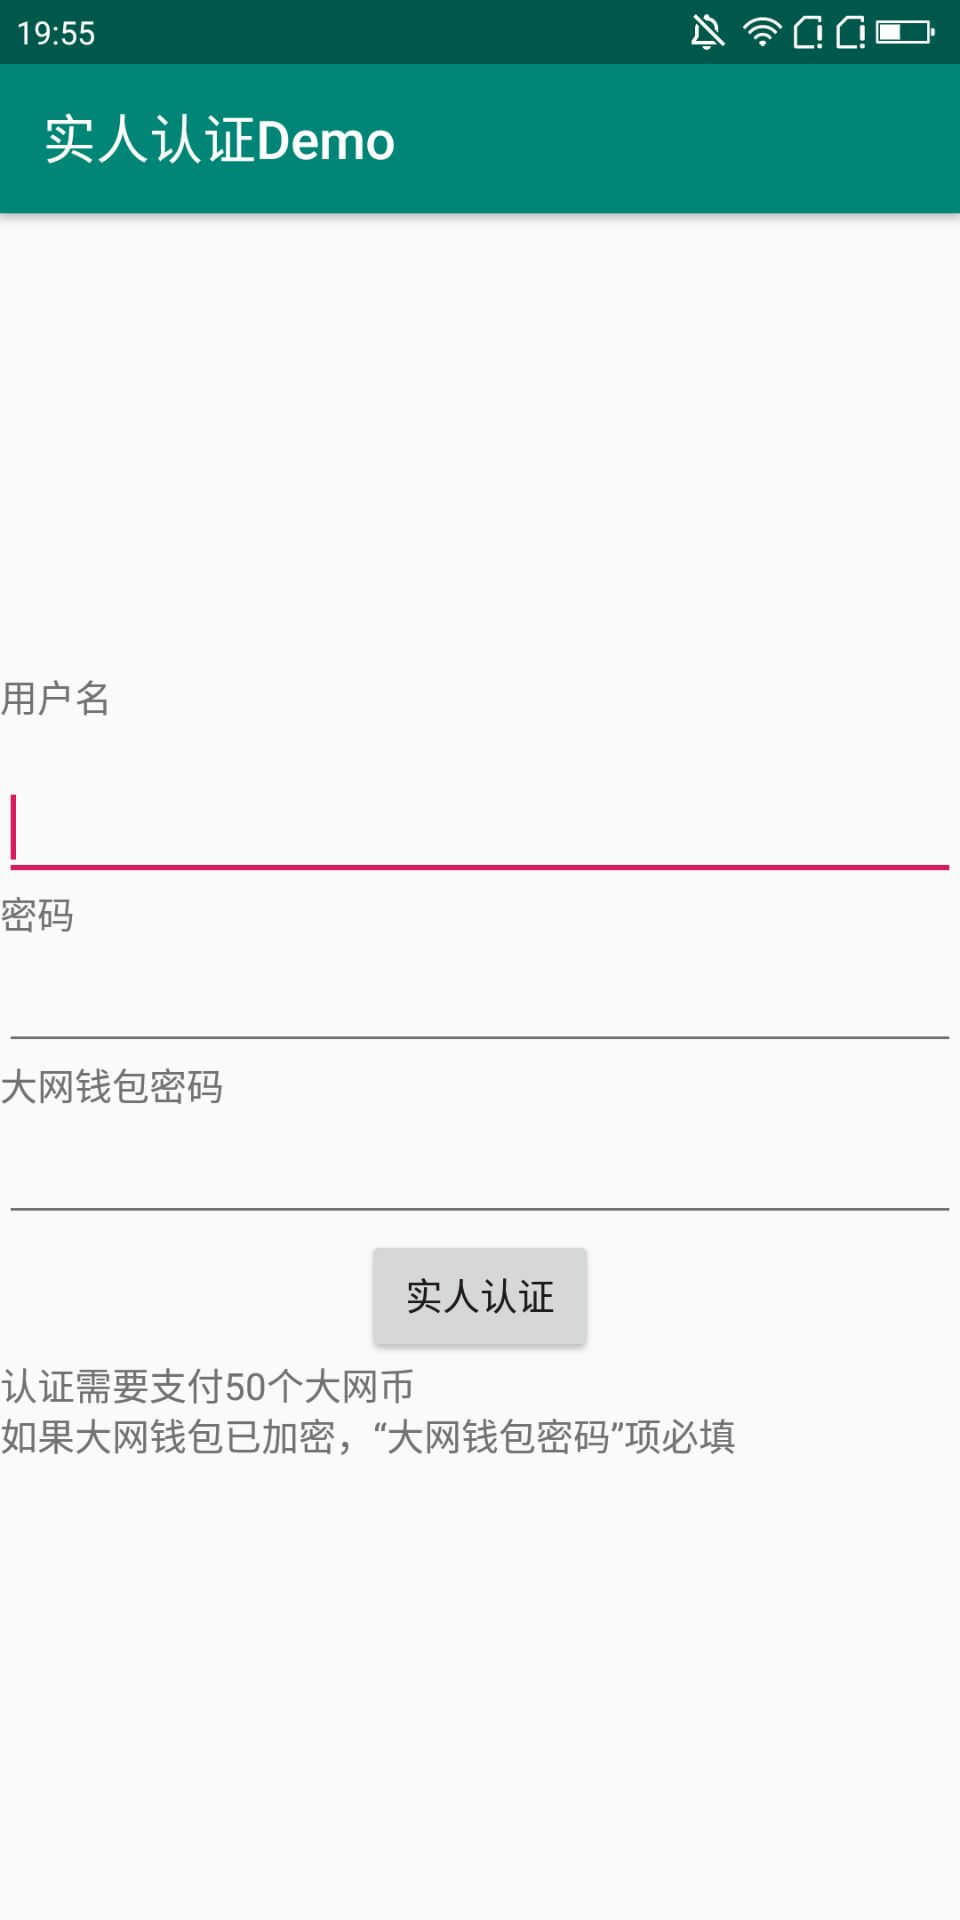 19:55
实人认证Demo
用户名
密码
大网钱包密码
实人认证
认证需要支付50个大网币
如果大网钱包已加密，“大网钱包密码”项必填